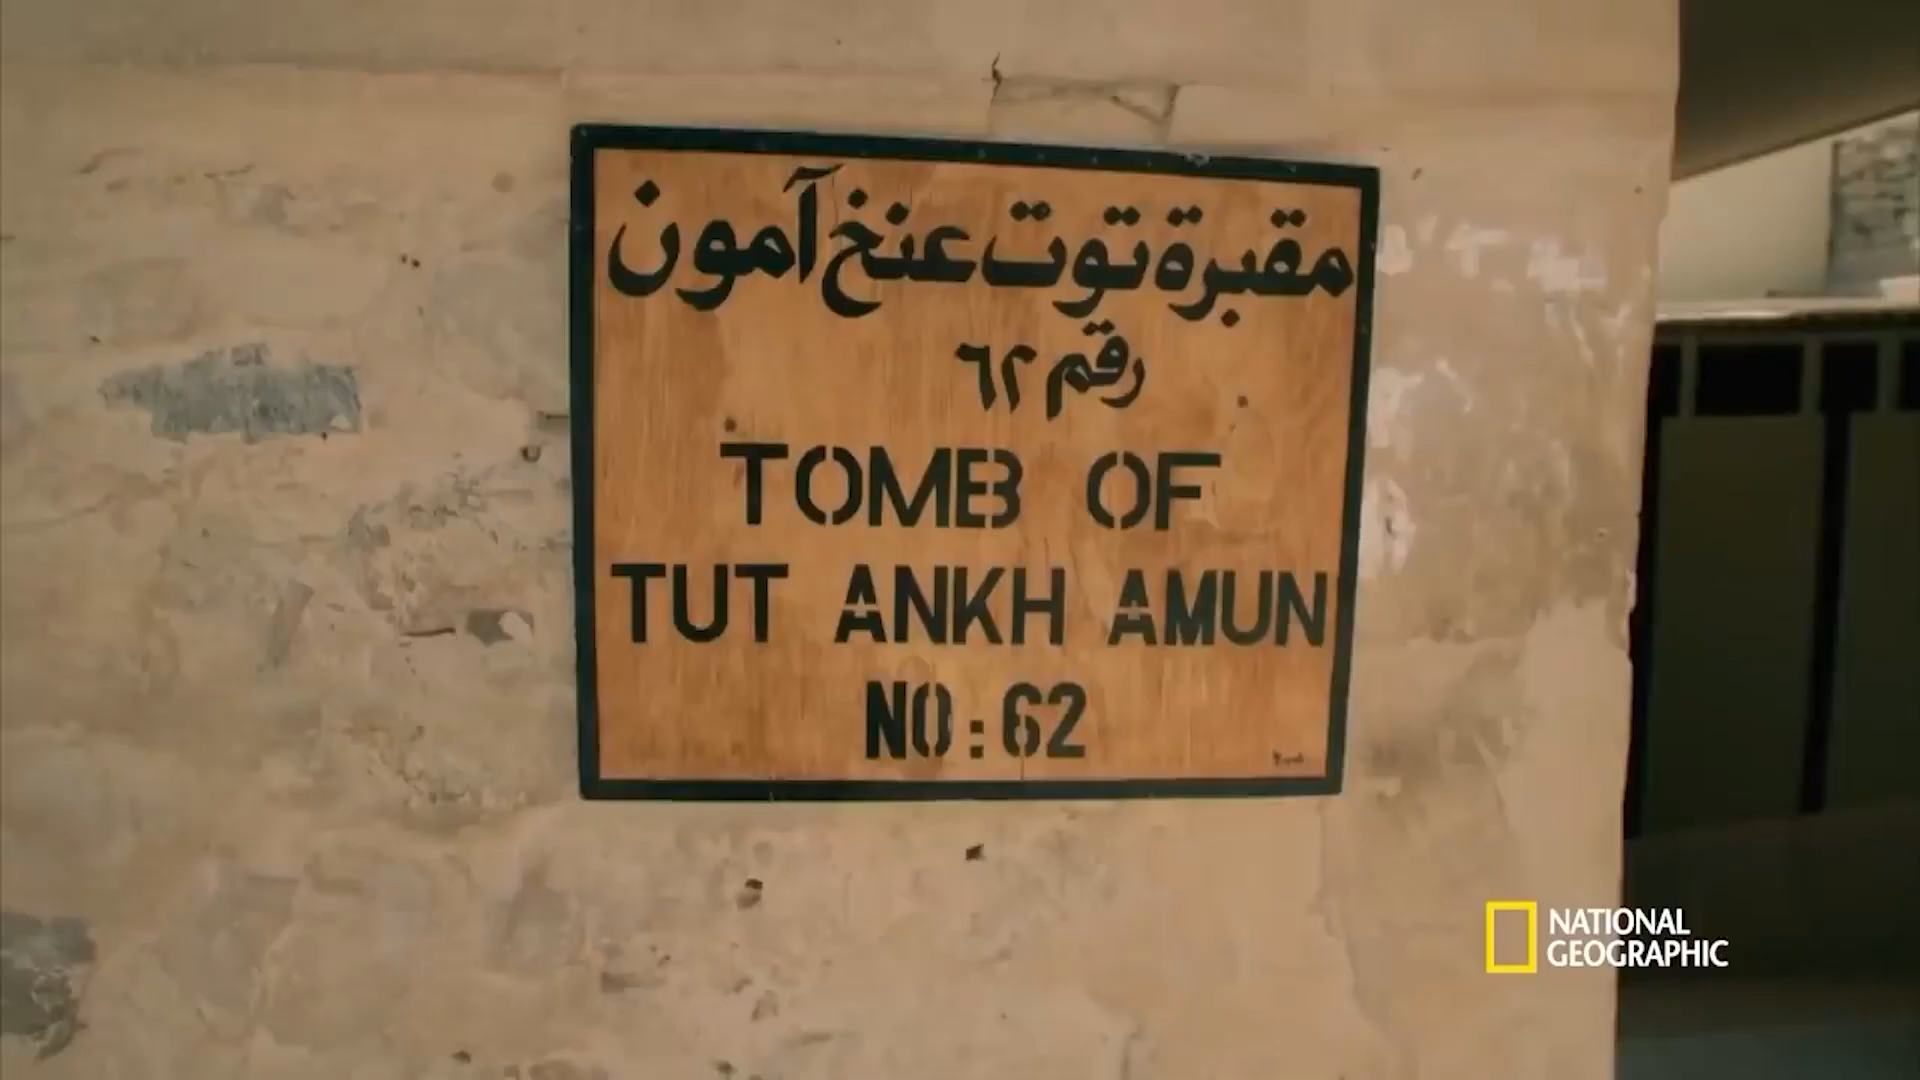 مقبرة توت عنخ آمون
رقم ٦٢
TOMB OF
TUT ANKH AMUN
NO : 62
NATIONAL
GEOGRAPHIC